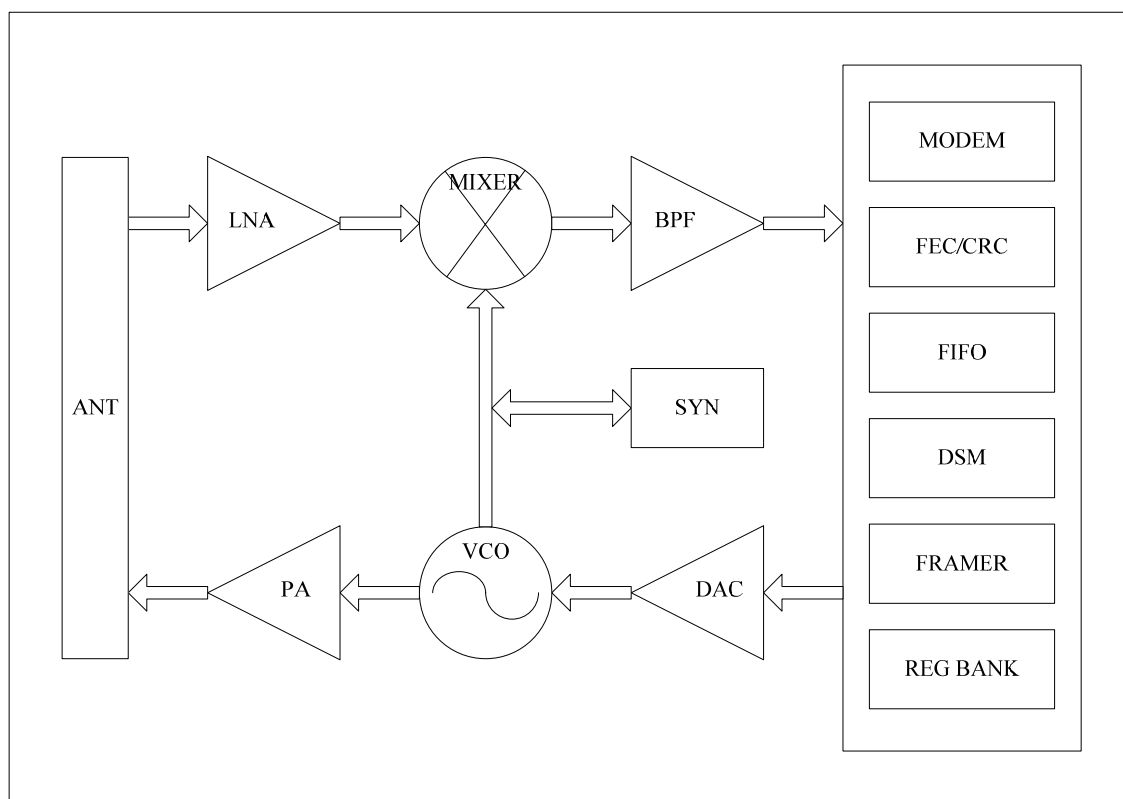 MODEM
MIXER
LNA
BPF
FEC/CRC
FIFO
ANT
SYN
DSM
VCO
PA
DAC
FRAMER
REG BANK